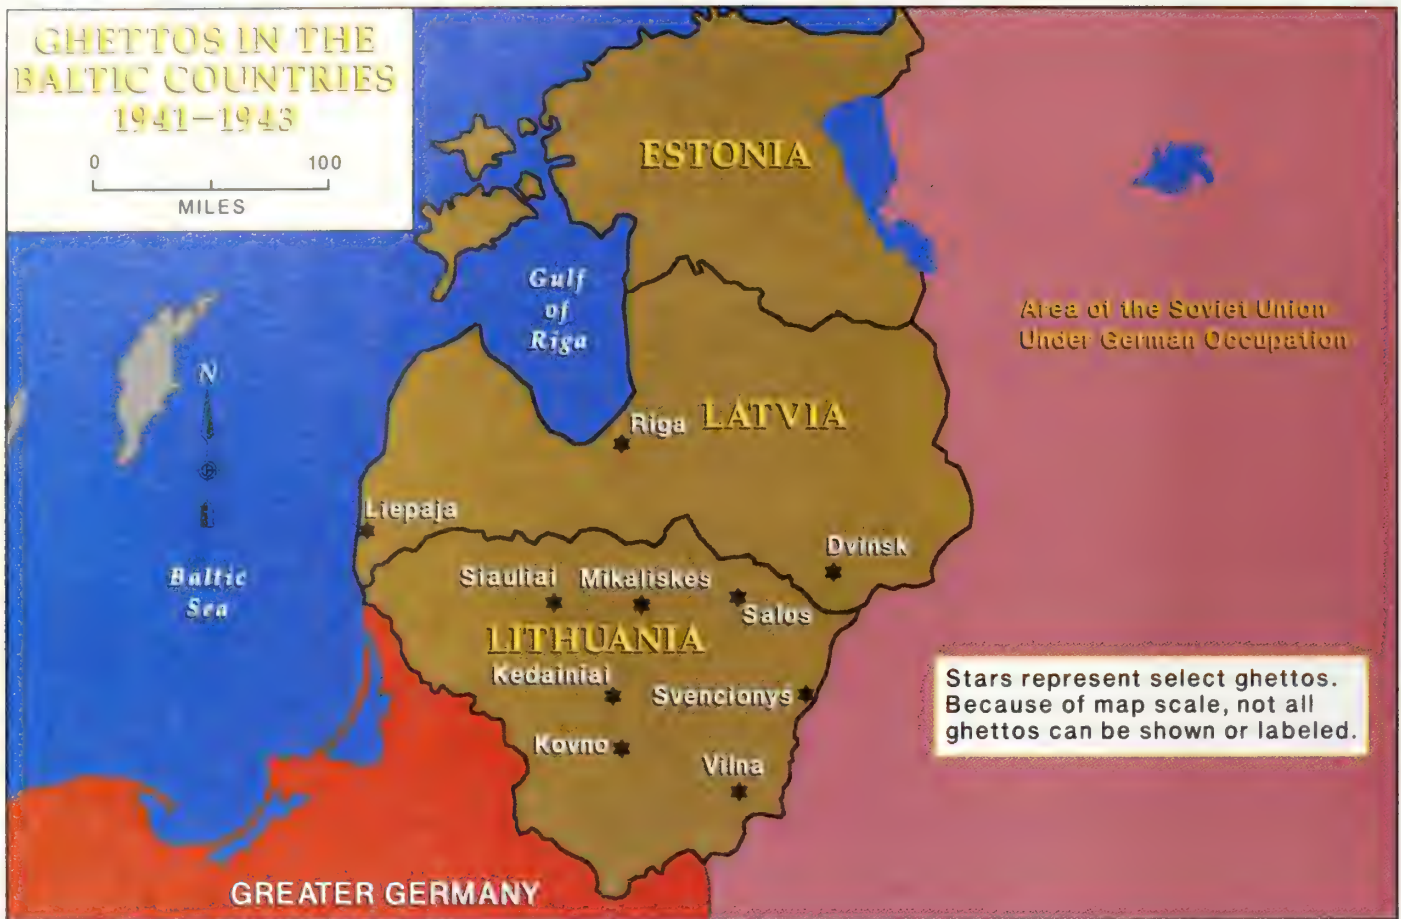 GHETTOS IN THE
BALTIC COUNTRIES
1941–1943
0 100
MILES
ESTONIA
Gulf
of
Riga
Area of the Soviet Union
Under German Occupation
N
LATVIA
Riga
Liepaja
Dvinsk
Baltic
Sea
Siauliai
Mikaliskes
Salos
LITHUANIA
Kedainiai
Svencionys
Kovno
Vilna
Stars represent select ghettos.
Because of map scale, not all
ghettos can be shown or labeled.
GREATER GERMANY